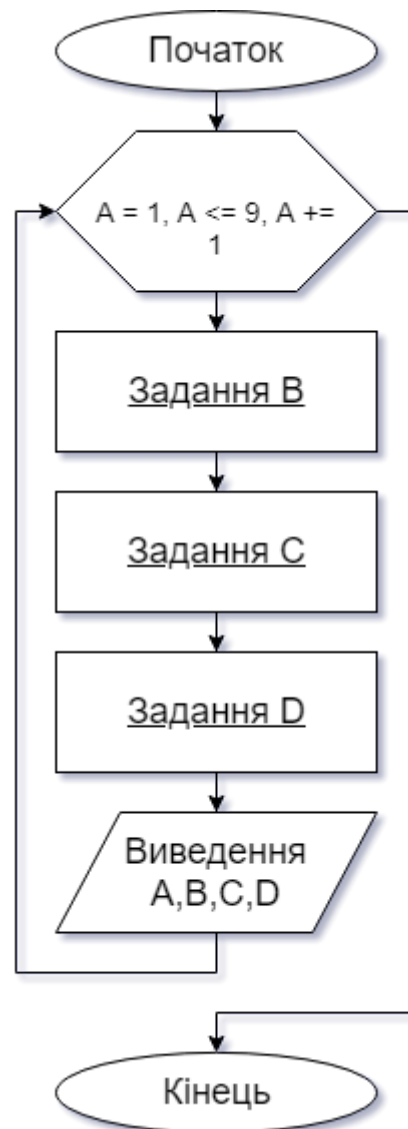 Початок
A = 1, A <= 9, A +=
1
Задання B
Задання C
Задання D
Виведення
A,B,C,D
Кінець